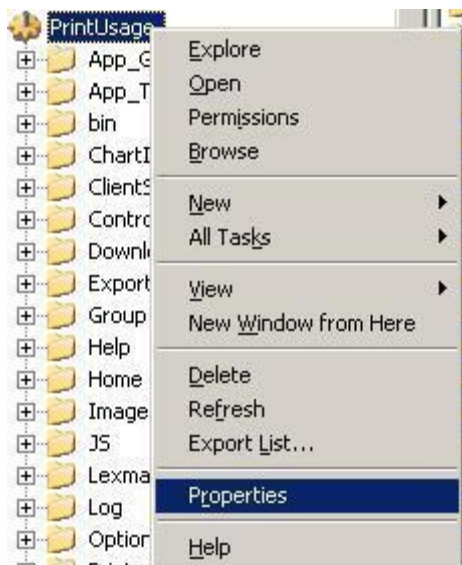 PrintUsage
App_G
App_T
bin
ChartI
ClientS
Contro
Downl
Export
Group
Help
Home
Image
JS
Lexma
Log
Option
Explore
Open
Permissions
Browse
New
All Tasks
View
New Window from Here
Delete
Refresh
Export List...
Properties
Help